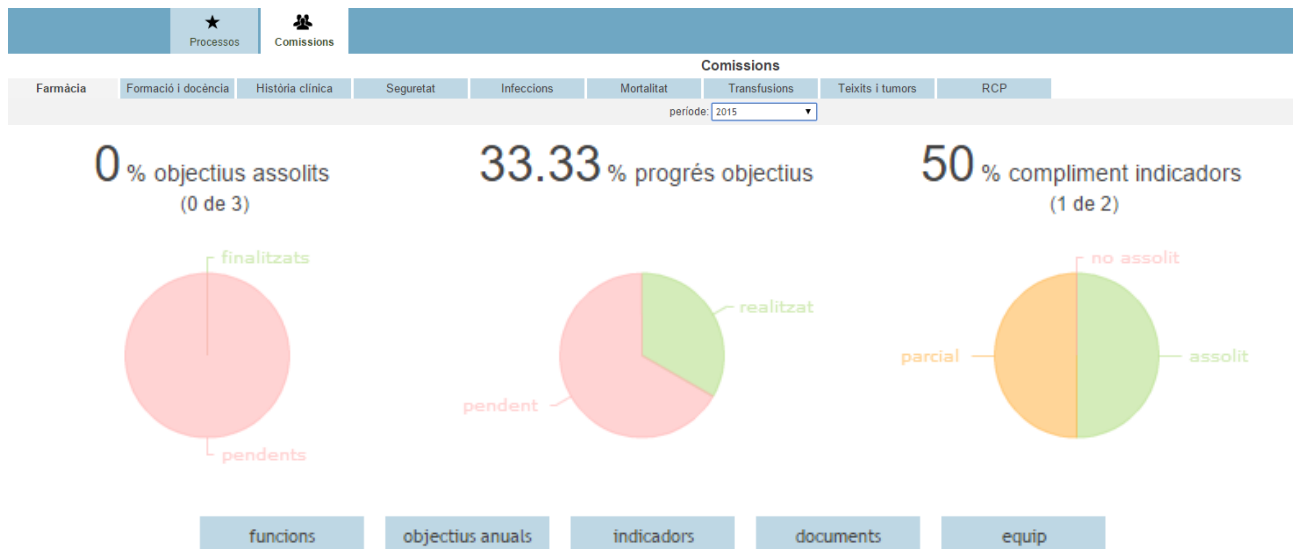 Processos
Comissions
Comissions
Farmàcia
Formació i docència
Història clínica
Seguretat
Infeccions
Mortalitat
Transfusions
Teixits i tumors
RCP
període: 2015
0 % objectius assolits
(0 de 3)
33.33 % progrés objectius
50 % compliment indicadors
(1 de 2)
finalitzats
pendents
realitzat
pendent
no assolit
parcial
assolit
funcions
objectius anuals
indicadors
documents
equip